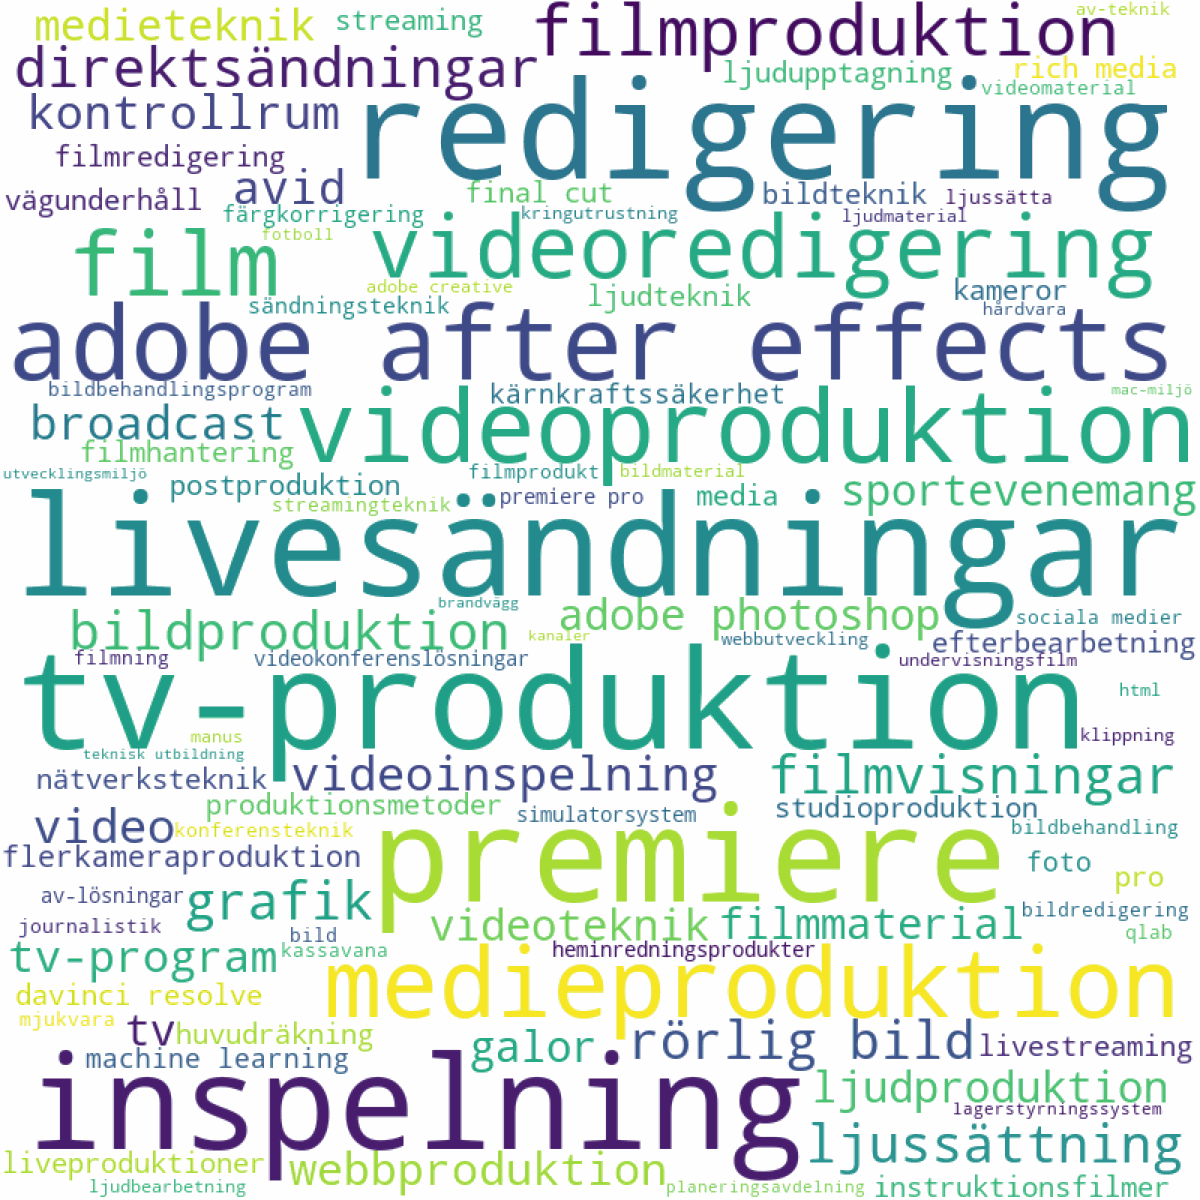 medieteknik
streaming
filmproduktion
av-teknik
direktsändningar
ljudupptagning
rich media
videomaterial
kontrollrum
redigering
filmredigering
vägunderhåll
avid
final cut
bildteknik
ljussätta
färgkorrigering
kringutrustning
ljudmaterial
fotboll
film
videoredigering
adobe creative
ljudteknik
kameror
sändningsteknik
hårdvara
adobe after effects
bildbehandlingsprogram
kärnkraftssäkerhet
mac-miljö
broadcast
videoproduktion
filmhantering
utvecklingsmiljö
filmprodukt
bildmaterial
postproduktion
premiere pro
media
sportevenemang
streamingteknik
livesändningar
brandvägg
adobe photoshop
sociala medier
bildproduktion
kanaler
webbutveckling
efterbearbetning
filmning
videokonferenslösningar
undervisningsfilm
tv-produktion
html
manus
klippning
teknisk utbildning
nätverksteknik
videoinspelning
filmvisningar
produktionsmetoder
simulatorsystem
studioproduktion
video
konferensteknik
bildbehandling
flerkameraproduktion
premiere
foto
pro
av-lösningar
grafik
journalistik
videoteknik
filmmaterial
bildredigering
bild
qlab
tv-program
kassavana
heminredningsprodukter
davinci resolve
medieproduktion
mjukvara
tv
huvudräkning
galor
rörlig bild
livestreaming
machine learning
inspelning
ljudproduktion
lagerstyrningssystem
ljussättning
liveproduktioner
webbproduktion
ljudbearbetning
planeringsavdelning
instruktionsfilmer